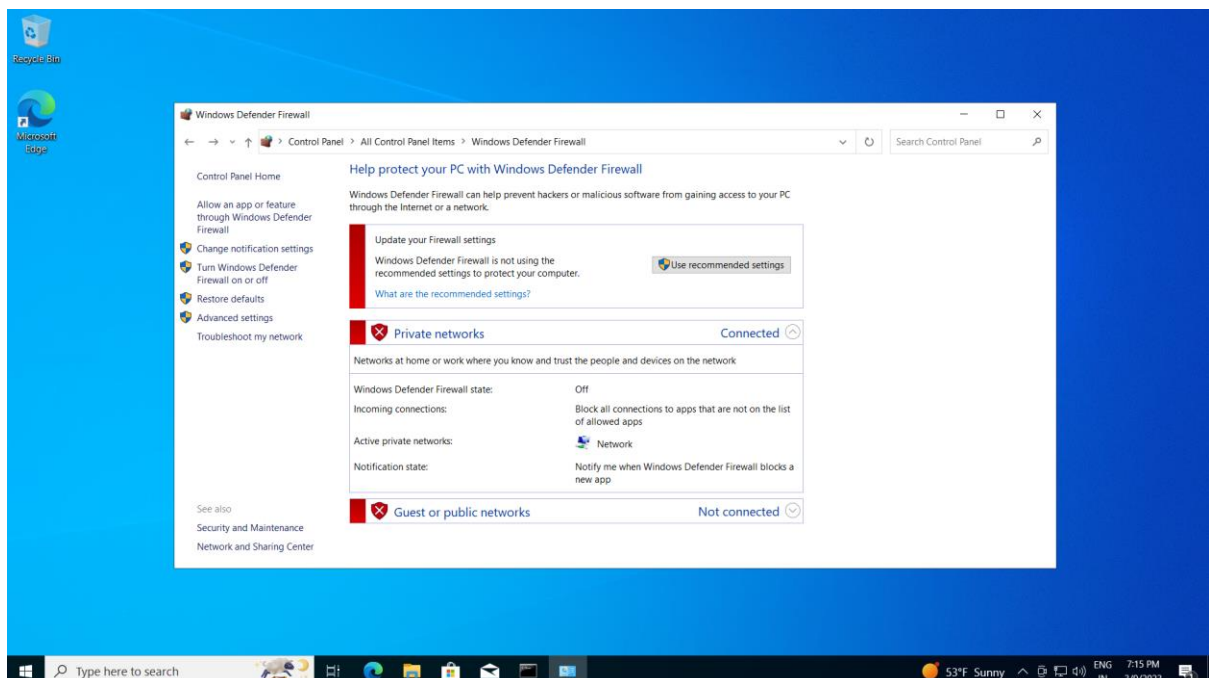 Recycle Bin
Microsoft
Edge
Windows Defender Firewall
Control Panel > All Control Panel Items > Windows Defender Firewall
Search Control Panel
Control Panel Home
Allow an app or feature
through Windows Defender
Firewall
Change notification settings
Turn Windows Defender
Firewall on or off
Restore defaults
Advanced settings
Troubleshoot my network
See also
Security and Maintenance
Network and Sharing Center
Help protect your PC with Windows Defender Firewall
Windows Defender Firewall can help prevent hackers or malicious software from gaining access to your PC
through the Internet or a network.
Update your Firewall settings
Windows Defender Firewall is not using the
recommended settings to protect your computer.
Use recommended settings
What are the recommended settings?
Private networks Connected
Networks at home or work where you know and trust the people and devices on the network
Windows Defender Firewall state: Off
Incoming connections: Block all connections to apps that are not on the list
of allowed apps
Active private networks: Network
Notification state: Notify me when Windows Defender Firewall blocks a
new app
Guest or public networks Not connected
Type here to search
53°F Sunny
ENG
7:15 PM